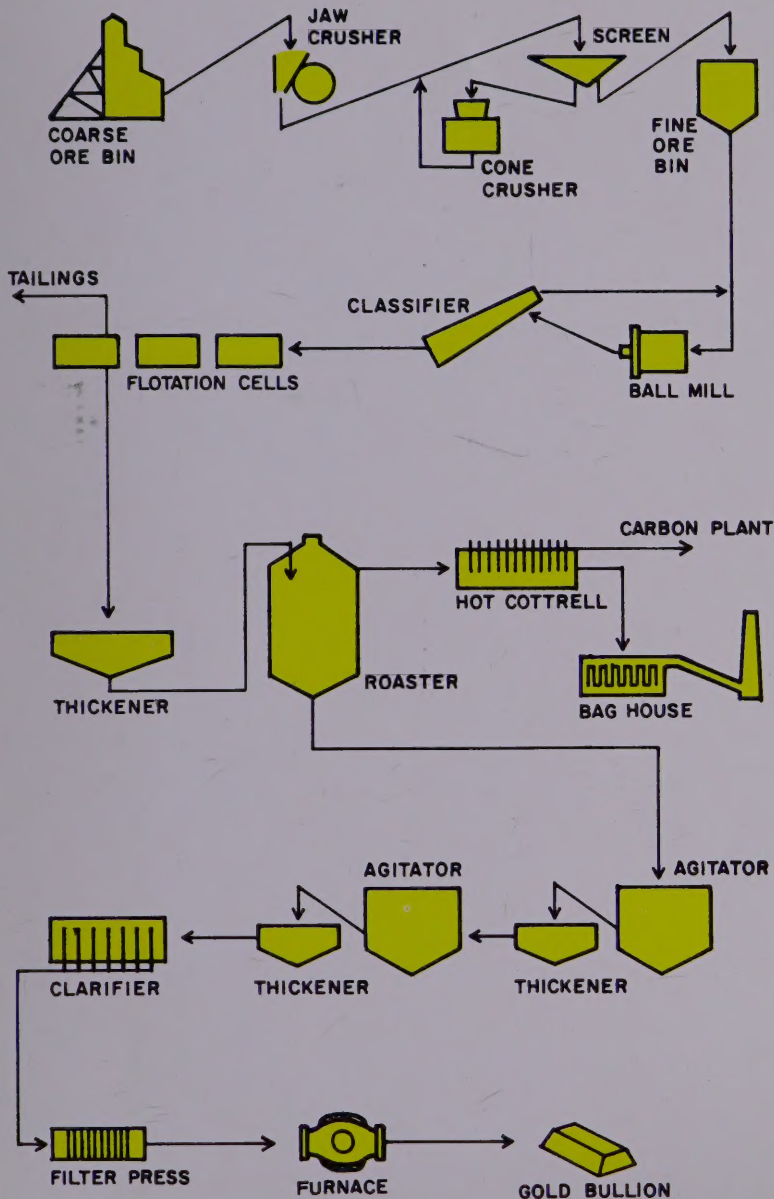 JAW
CRUSHER
SCREEN
COARSE
ORE BIN
CONE
CRUSHER
FINE
ORE
BIN
TAILINGS
CLASSIFIER
FLOTATION CELLS
BALL MILL
CARBON PLANT
HOT COTTRELL
THICKENER
ROASTER
BAG HOUSE
AGITATOR
AGITATOR
CLARIFIER
THICKENER
THICKENER
FILTER PRESS
FURNACE
GOLD BULLION